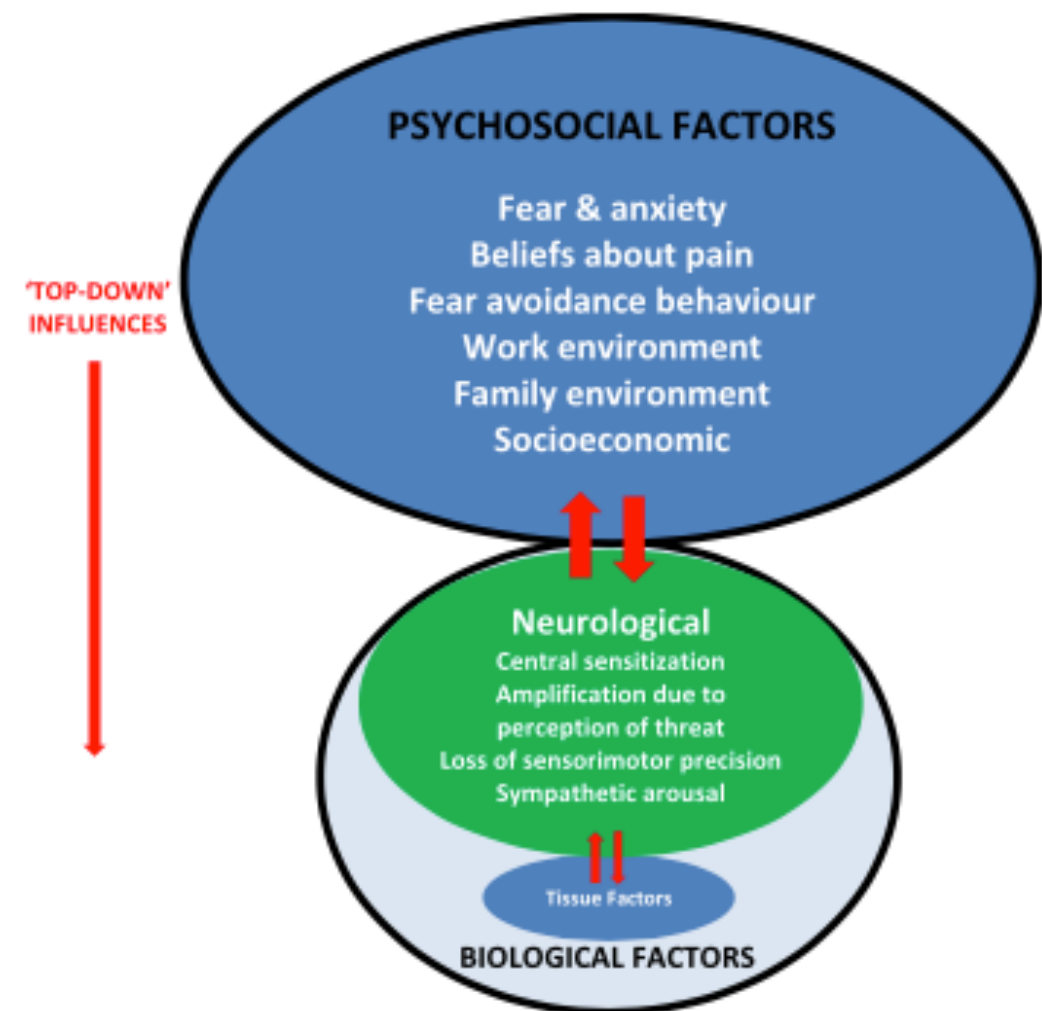 PSYCHOSOCIAL FACTORS
Fear & anxiety
Beliefs about pain
Fear avoidance behaviour
Work environment
Family environment
Socioeconomic
‘TOP-DOWN’
INFLUENCES
Neurological
Central sensitization
Amplification due to
perception of threat
Loss of sensorimotor precision
Sympathetic arousal
Tissue Factors
BIOLOGICAL FACTORS